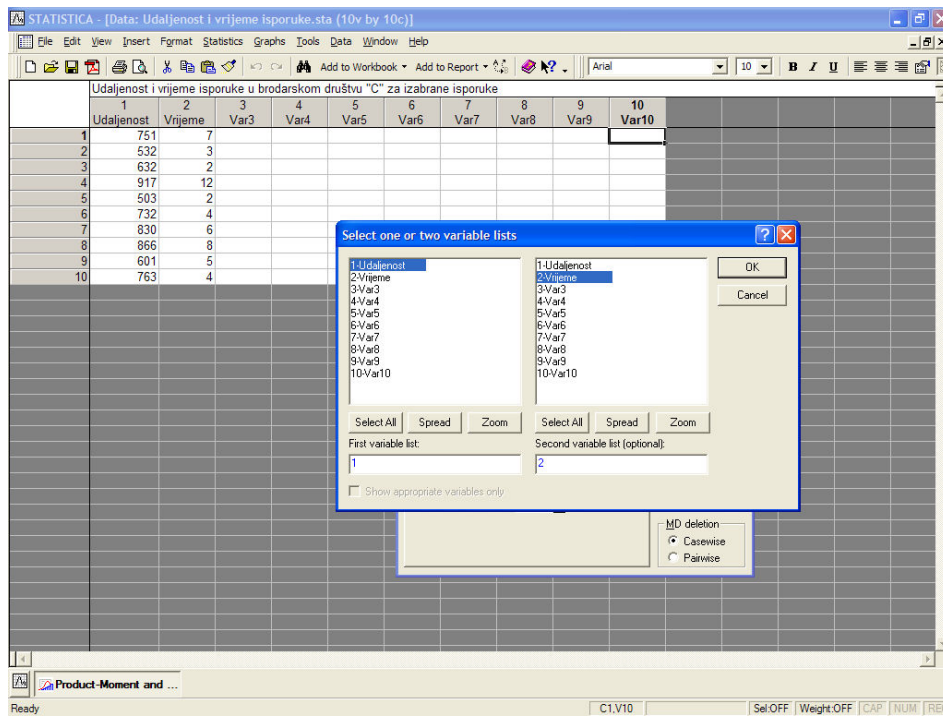 STATISTICA - [Data: Udaljenost i vrijeme isporuke.sta (10v by 10c)]
File Edit View Insert Format Statistics Graphs Tools Data Window Help
Add to Workbook Add to Report Arial 10 B I U
Udaljenost i vrijeme isporuke u brodarskom društvu "C" za izabrane isporuke
1 2 3 4 5 6 7 8 9 10
Udaljenost Vrijeme Var3 Var4 Var5 Var6 Var7 Var8 Var9 Var10
1 751 7
2 532 3
3 632 2
4 917 12
5 503 2
6 732 4
7 830 6
8 866 8
9 601 5
10 763 4
Select one or two variable lists
1-Udaljenost
2-Vrijeme
3-Var3
4-Var4
5-Var5
6-Var6
7-Var7
8-Var8
9-Var9
10-Var10
1-Udaljenost
2-Vrijeme
3-Var3
4-Var4
5-Var5
6-Var6
7-Var7
8-Var8
9-Var9
10-Var10
OK
Cancel
Select All Spread Zoom Select All Spread Zoom
First variable list: Second variable list (optional):
1 2
Show appropriate variables only
MD deletion
Casewise
Pairwise
Product-Moment and ...
Ready C1,V10 Sel:OFF Weight:OFF CAP NUM